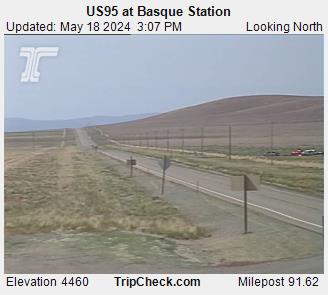 US95 at Basque Station
Updated: May 18 2024 3:07 PM Looking North
Elevation 4460 TripCheck.com Milepost 91.62